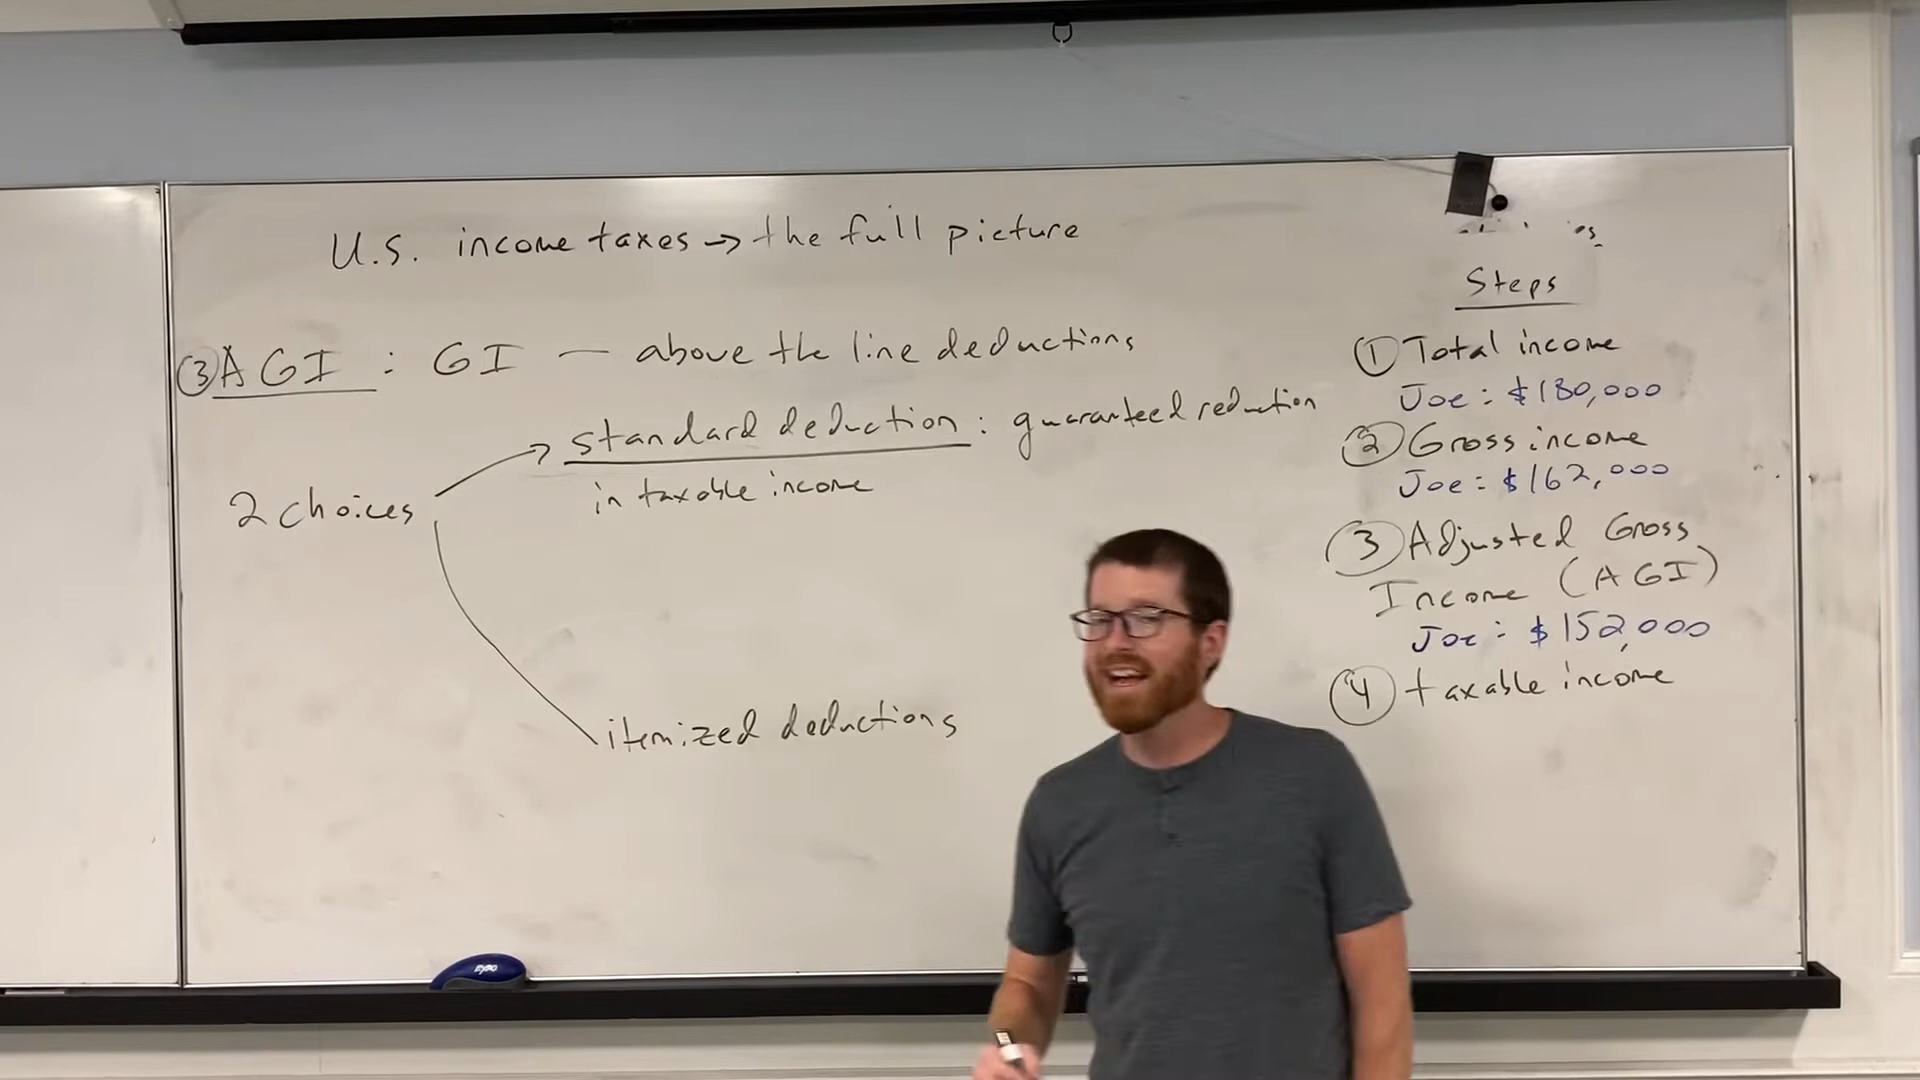 U.S. income taxes → the full picture
③ AGI : GI — above the line deductions
2 choices
→ standard deduction : guaranteed reduction
in taxable income
itemized deductions
Steps
① Total income
Joe : $180,000
② Gross income
Joe : $162,000
③ Adjusted Gross
Income (AGI)
Joe : $152,000
④ taxable income
EXPO